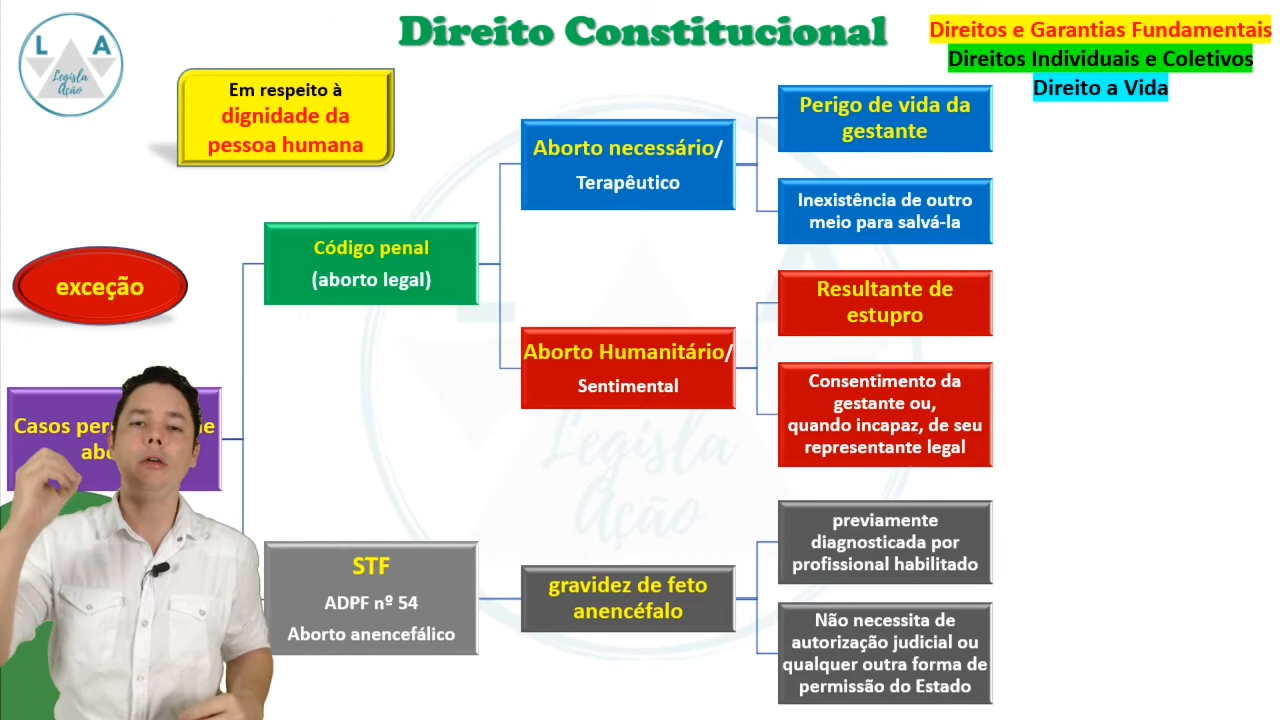 Direito Constitucional
Direitos e Garantias Fundamentais
Direitos Individuais e Coletivos
Direito a Vida
L A
Legisla
Ação
Em respeito à
dignidade da
pessoa humana
exceção
Casos
Código penal
(aborto legal)
Aborto necessário/
Terapêutico
Perigo de vida da
gestante
Inexistência de outro
meio para salvá-la
Aborto Humanitário/
Sentimental
Resultante de
estupro
Consentimento da
gestante ou,
quando incapaz, de seu
representante legal
STF
ADPF nº 54
Aborto anencefálico
gravidez de feto
anencéfalo
previamente
diagnosticada por
profissional habilitado
Não necessita de
autorização judicial ou
qualquer outra forma de
permissão do Estado
L A
Legisla
Ação